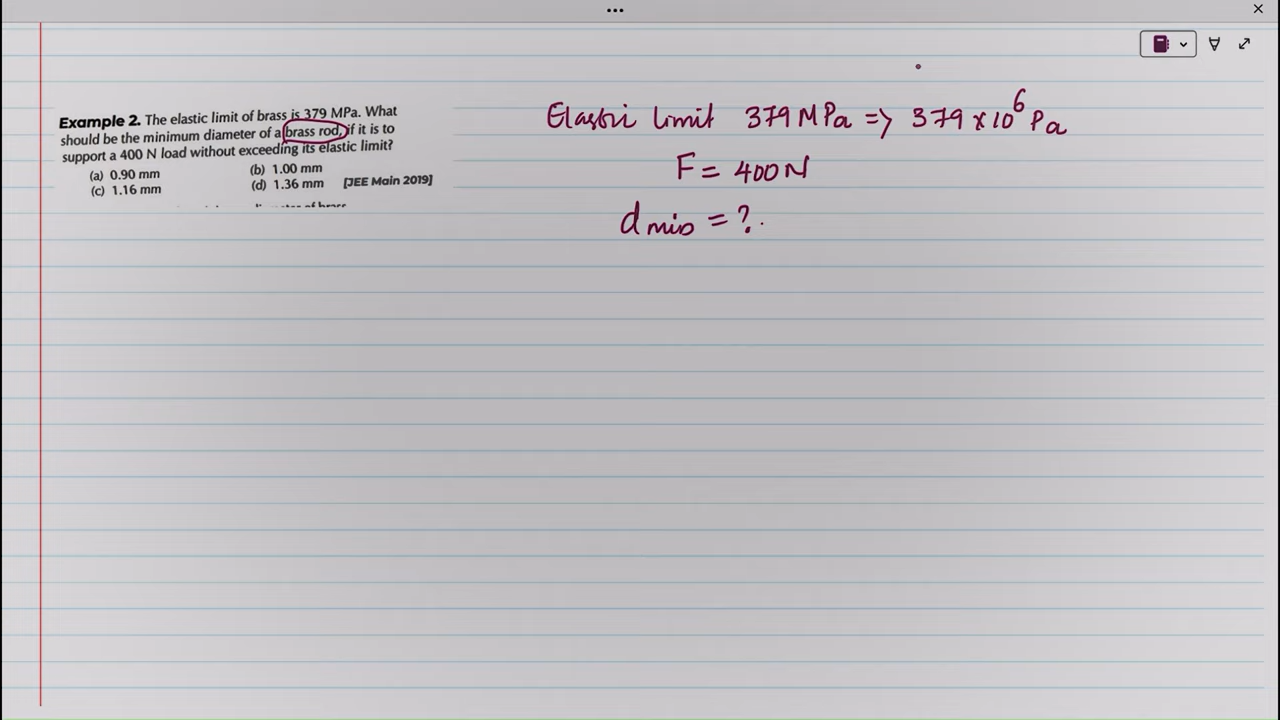 Example 2. The elastic limit of brass is 379 MPa. What
should be the minimum diameter of a brass rod, if it is to
support a 400 N load without exceeding its elastic limit?
(a) 0.90 mm (b) 1.00 mm
(c) 1.16 mm (d) 1.36 mm [JEE Main 2019]
Elastic limit 379 MPa => 379 × 10⁶ Pa
F = 400 N
d min = ?.